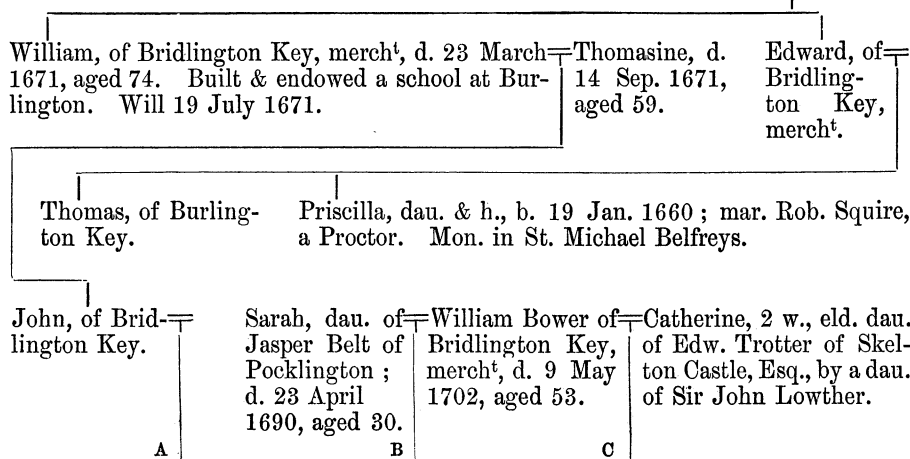 William, of Bridlington Key, mercht, d. 23 March
1671, aged 74. Built & endowed a school at Bur-
lington. Will 19 July 1671.
Thomasine, d.
14 Sep. 1671,
aged 59.
Edward, of
Bridling-
ton Key,
mercht.
Thomas, of Burling-
ton Key.
Priscilla, dau. & h., b. 19 Jan. 1660 ; mar. Rob. Squire,
a Proctor. Mon. in St. Michael Belfreys.
John, of Brid-
lington Key.
A
Sarah, dau. of
Jasper Belt of
Pocklington ;
d. 23 April
1690, aged 30.
B
William Bower of
Bridlington Key,
mercht, d. 9 May
1702, aged 53.
C
Catherine, 2 w., eld. dau.
of Edw. Trotter of Skel-
ton Castle, Esq., by a dau.
of Sir John Lowther.